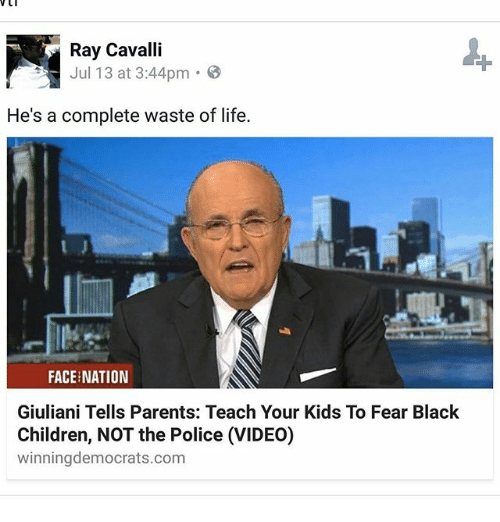 Ray Cavalli
Jul 13 at 3:44pm ·
He's a complete waste of life.
FACE THE NATION
Giuliani Tells Parents: Teach Your Kids To Fear Black
Children, NOT the Police (VIDEO)
winningdemocrats.com